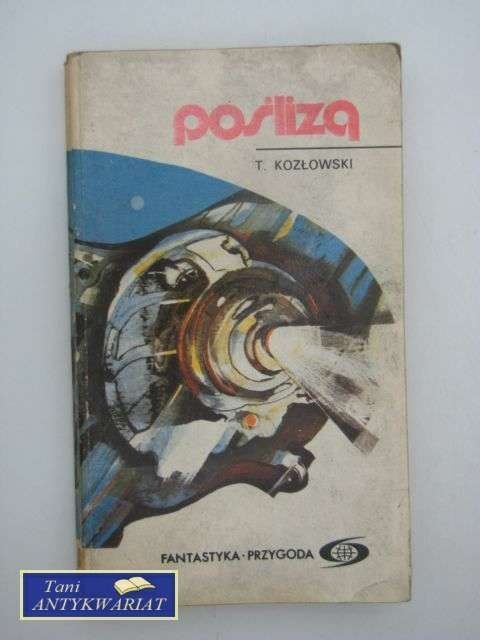 poślizg
T. KOZŁOWSKI
FANTASTYKA·PRZYGODA
Tani
ANTYKWARIAT